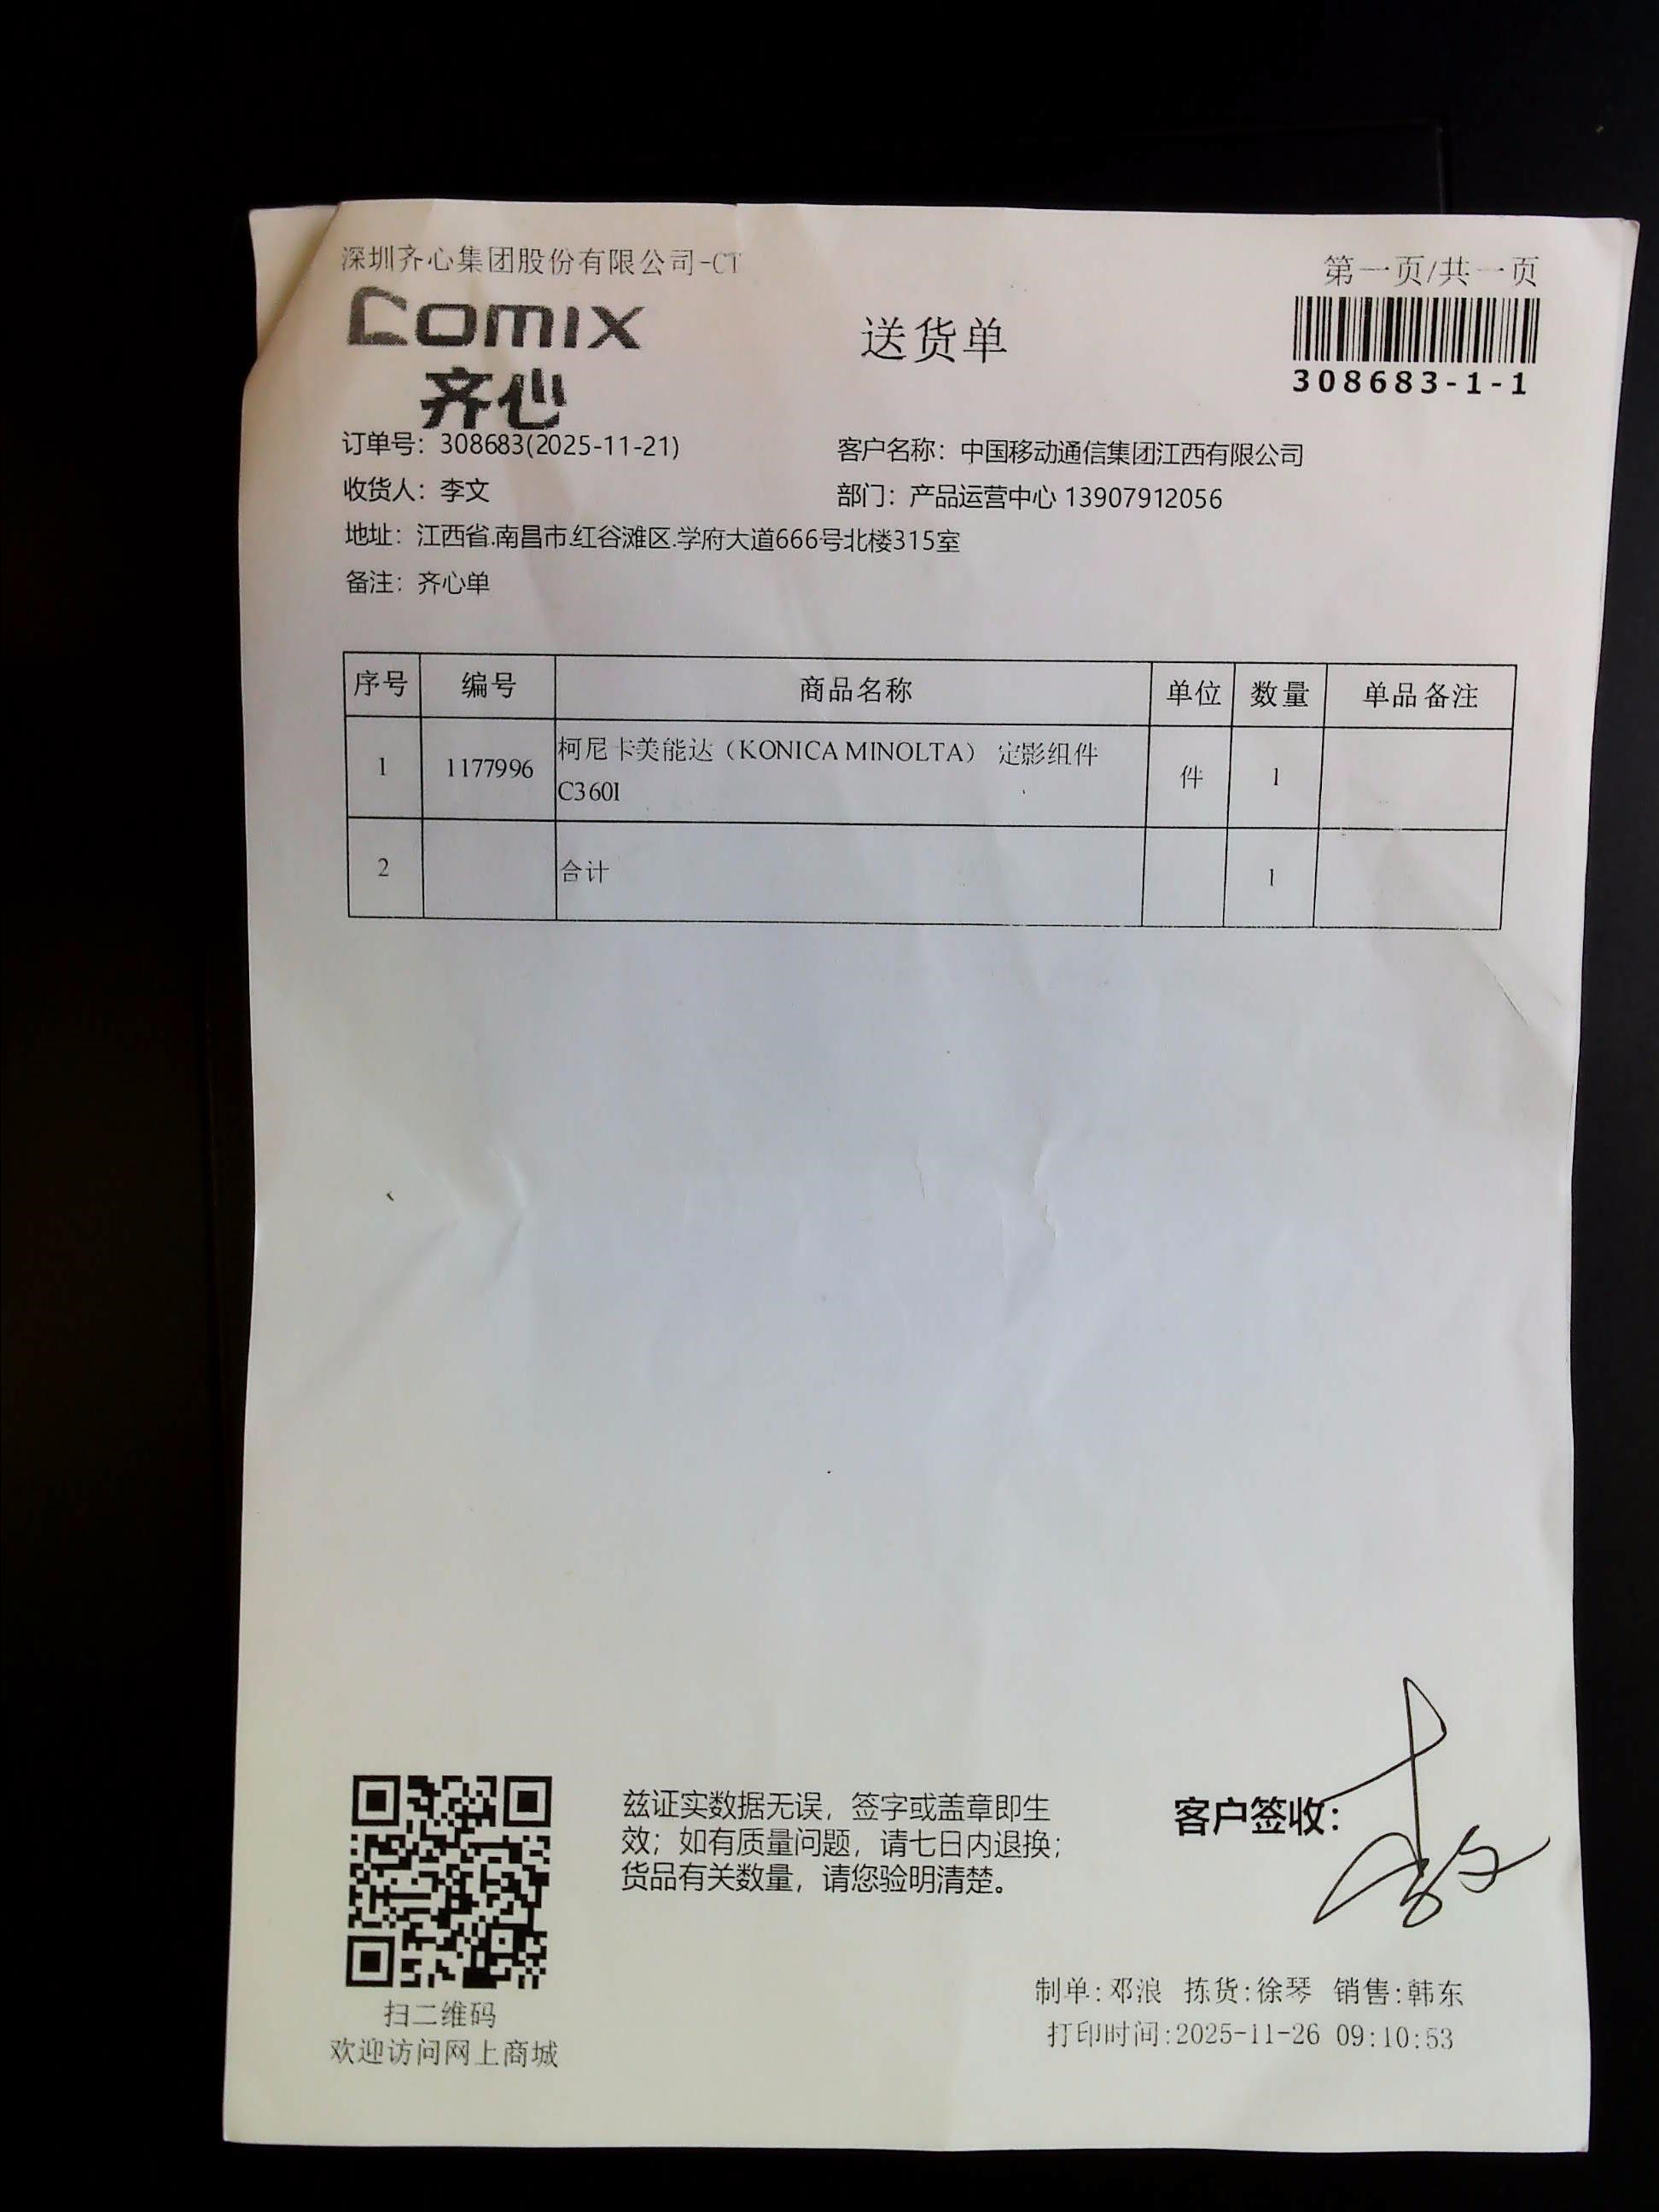 深圳齐心集团股份有限公司-CT
第一页/共一页
comix
齐心
送货单
308683-1-1
订单号：308683(2025-11-21)
客户名称：中国移动通信集团江西有限公司
收货人：李文
部门：产品运营中心 13907912056
地址：江西省.南昌市.红谷滩区.学府大道666号北楼315室
备注：齐心单
序号 编号 商品名称 单位 数量 单品备注
1 1177996 柯尼卡美能达（KONICA MINOLTA） 定影组件 件 1
C360I
2 合计 1
兹证实数据无误，签字或盖章即生
效；如有质量问题，请七日内退换；
货品有关数量，请您验明清楚。
客户签收：
扫二维码
欢迎访问网上商城
制单:邓浪 拣货:徐琴 销售:韩东
打印时间:2025-11-26 09:10:53